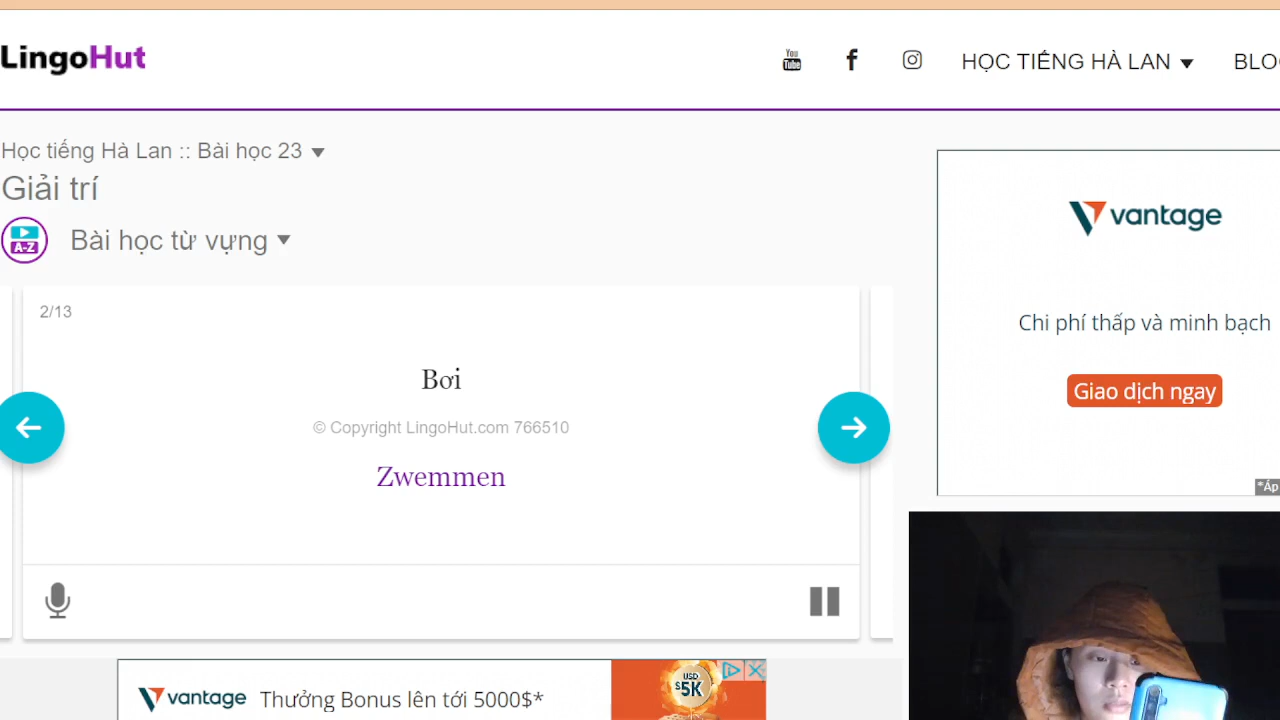 LingoHut
You Tube
HỌC TIẾNG HÀ LAN
BLO
Học tiếng Hà Lan :: Bài học 23
Giải trí
A-Z
Bài học từ vựng
2/13
Bơi
© Copyright LingoHut.com 766510
Zwemmen
vantage
Chi phí thấp và minh bạch
Giao dịch ngay
*Áp
vantage
Thưởng Bonus lên tới 5000$*
USD
$5K